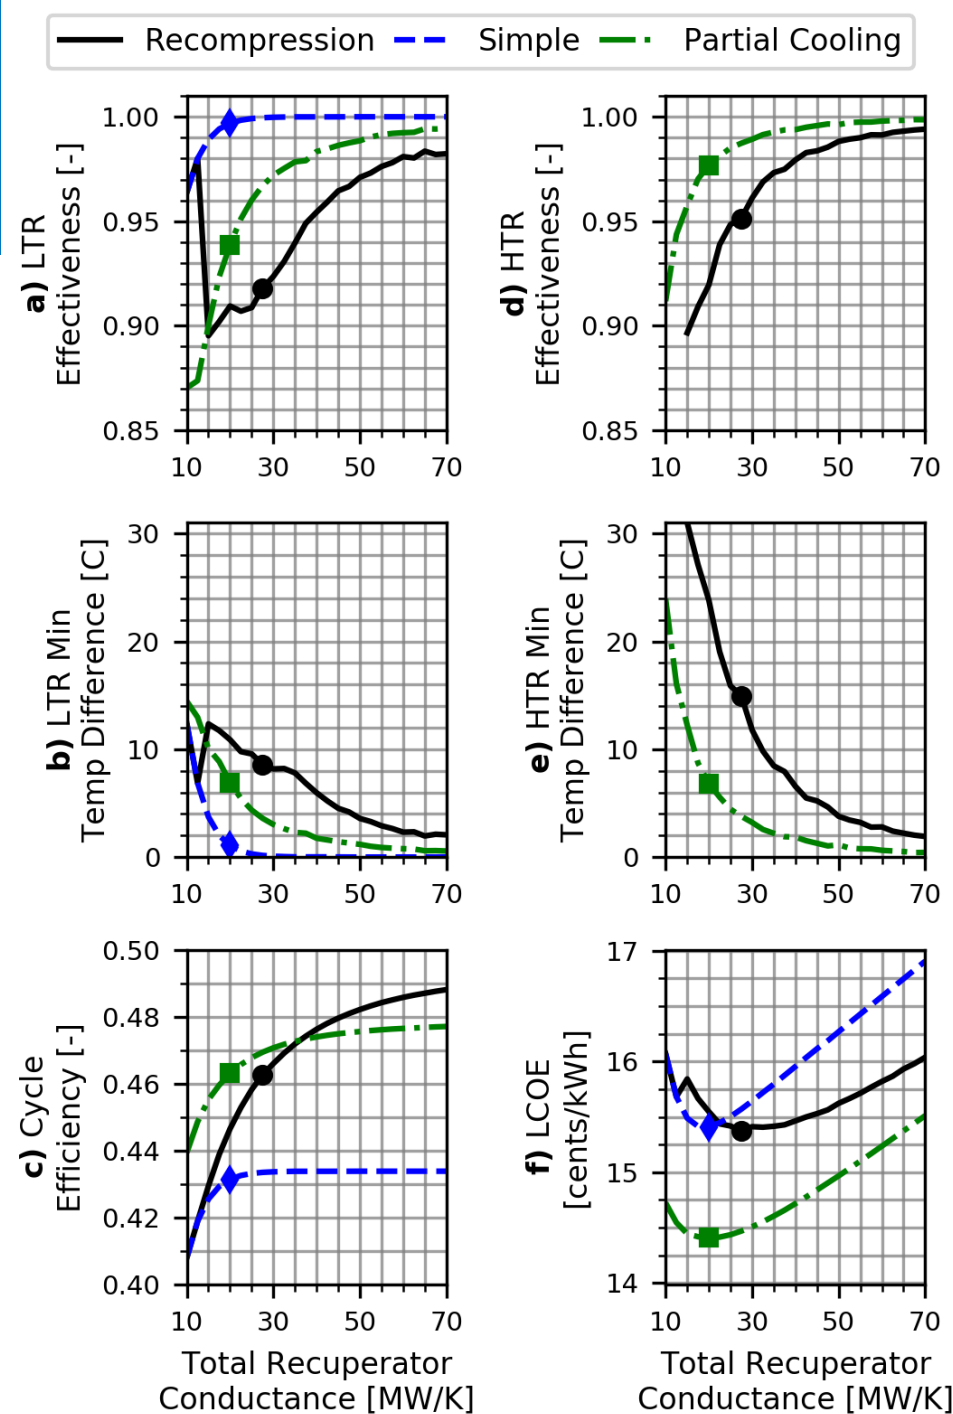 Recompression Simple Partial Cooling
a) LTR
Effectiveness [-]
1.00
0.95
0.90
0.85
10 30 50 70
d) HTR
Effectiveness [-]
1.00
0.95
0.90
0.85
10 30 50 70
b) LTR Min
Temp Difference [C]
30
20
10
0
10 30 50 70
e) HTR Min
Temp Difference [C]
30
20
10
0
10 30 50 70
c) Cycle
Efficiency [-]
0.50
0.48
0.46
0.44
0.42
0.40
10 30 50 70
Total Recuperator
Conductance [MW/K]
f) LCOE
[cents/kWh]
17
16
15
14
10 30 50 70
Total Recuperator
Conductance [MW/K]